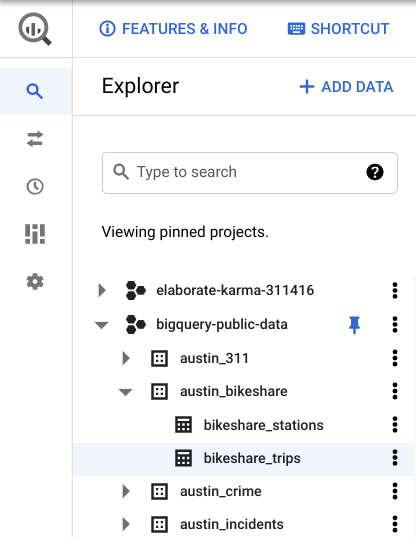 FEATURES & INFO
SHORTCUT
Explorer
ADD DATA
Type to search
Viewing pinned projects.
elaborate-karma-311416
bigquery-public-data
austin_311
austin_bikeshare
bikeshare_stations
bikeshare_trips
austin_crime
austin_incidents